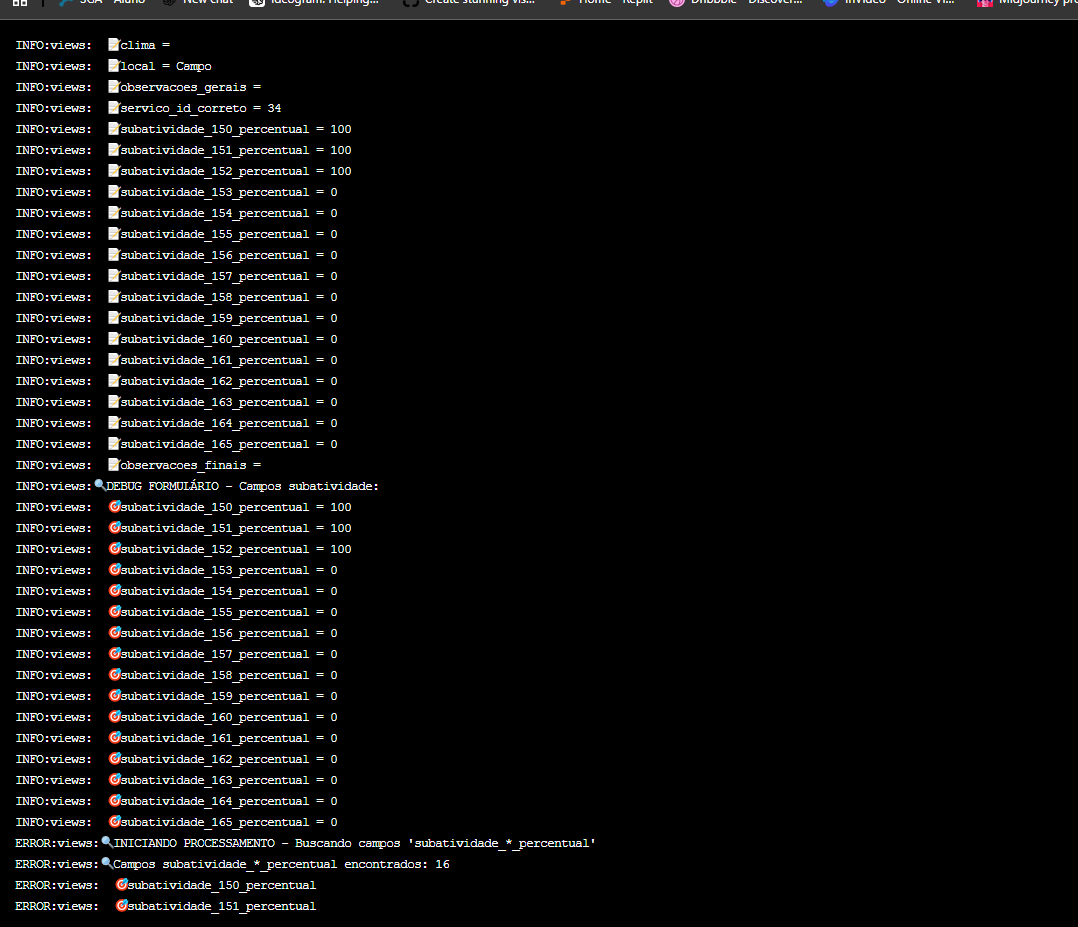 SGA - Aluno New chat Ideogram: Helping... Create stunning vis... Home - Replit Dribbble - Discover... InVideo - Online Vi... Midjourney pro
INFO:views: 📝clima =
INFO:views: 📝local = Campo
INFO:views: 📝observacoes_gerais =
INFO:views: 📝servico_id_correto = 34
INFO:views: 📝subatividade_150_percentual = 100
INFO:views: 📝subatividade_151_percentual = 100
INFO:views: 📝subatividade_152_percentual = 100
INFO:views: 📝subatividade_153_percentual = 0
INFO:views: 📝subatividade_154_percentual = 0
INFO:views: 📝subatividade_155_percentual = 0
INFO:views: 📝subatividade_156_percentual = 0
INFO:views: 📝subatividade_157_percentual = 0
INFO:views: 📝subatividade_158_percentual = 0
INFO:views: 📝subatividade_159_percentual = 0
INFO:views: 📝subatividade_160_percentual = 0
INFO:views: 📝subatividade_161_percentual = 0
INFO:views: 📝subatividade_162_percentual = 0
INFO:views: 📝subatividade_163_percentual = 0
INFO:views: 📝subatividade_164_percentual = 0
INFO:views: 📝subatividade_165_percentual = 0
INFO:views: 📝observacoes_finais =
INFO:views:🔍DEBUG FORMULÁRIO - Campos subatividade:
INFO:views: 🎯subatividade_150_percentual = 100
INFO:views: 🎯subatividade_151_percentual = 100
INFO:views: 🎯subatividade_152_percentual = 100
INFO:views: 🎯subatividade_153_percentual = 0
INFO:views: 🎯subatividade_154_percentual = 0
INFO:views: 🎯subatividade_155_percentual = 0
INFO:views: 🎯subatividade_156_percentual = 0
INFO:views: 🎯subatividade_157_percentual = 0
INFO:views: 🎯subatividade_158_percentual = 0
INFO:views: 🎯subatividade_159_percentual = 0
INFO:views: 🎯subatividade_160_percentual = 0
INFO:views: 🎯subatividade_161_percentual = 0
INFO:views: 🎯subatividade_162_percentual = 0
INFO:views: 🎯subatividade_163_percentual = 0
INFO:views: 🎯subatividade_164_percentual = 0
INFO:views: 🎯subatividade_165_percentual = 0
ERROR:views:🔍INICIANDO PROCESSAMENTO - Buscando campos 'subatividade_*_percentual'
ERROR:views:🔍Campos subatividade_*_percentual encontrados: 16
ERROR:views: 🎯subatividade_150_percentual
ERROR:views: 🎯subatividade_151_percentual